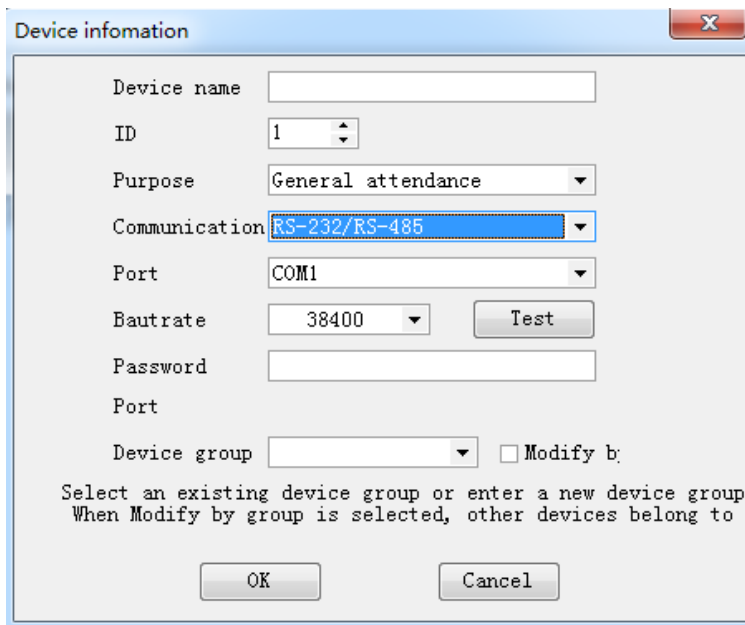 Device infomation
Device name
ID 1
Purpose General attendance
Communication RS-232/RS-485
Port COM1
Bautrate 38400 Test
Password
Port
Device group Modify b
Select an existing device group or enter a new device group
When Modify by group is selected, other devices belong to
OK Cancel